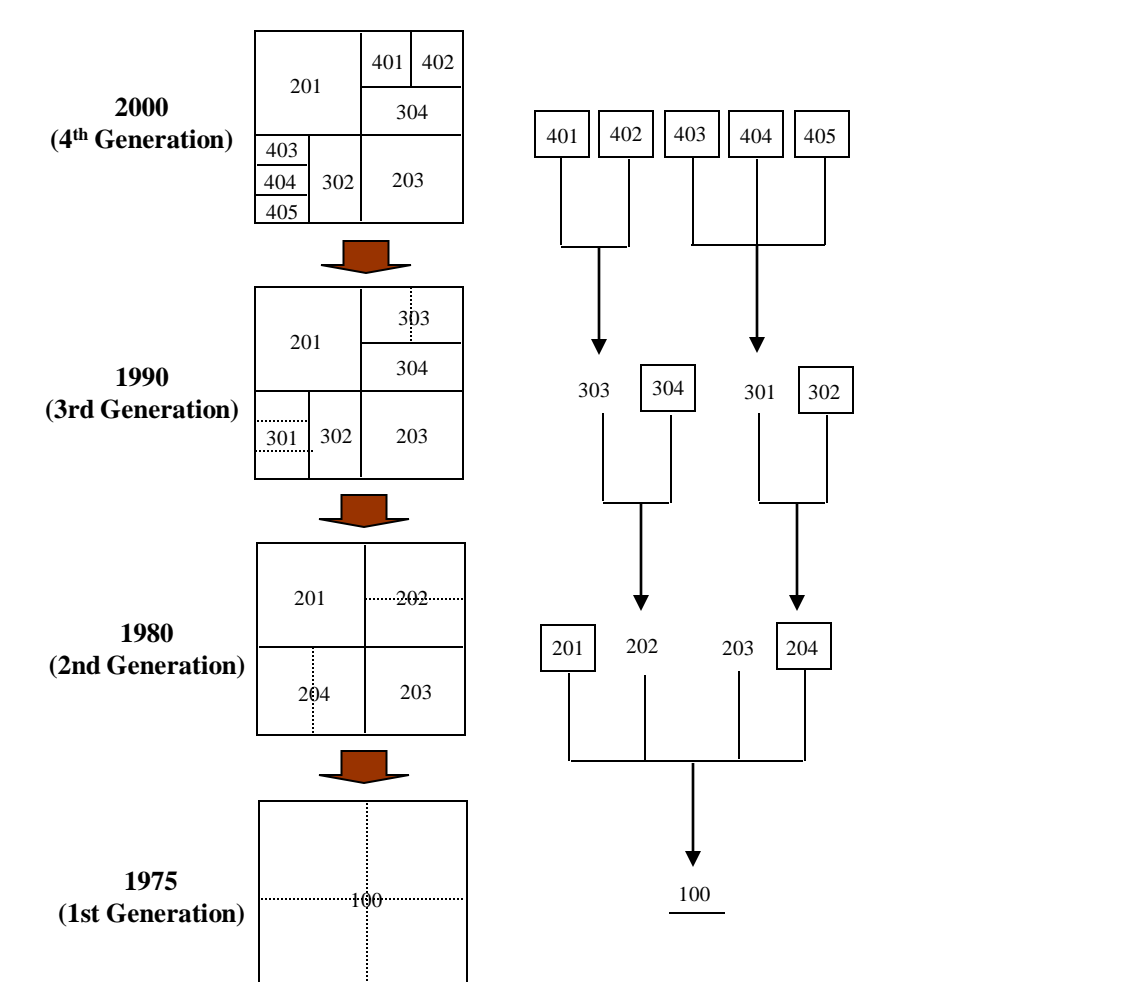 401 402
201
304
2000
(4th Generation)
403
404 302 203
405
401 402 403 404 405
303
201
304
1990
(3rd Generation)
301 302 203
303 304 301 302
201 202
1980
(2nd Generation)
204 203
201 202 203 204
1975
(1st Generation)
100
100